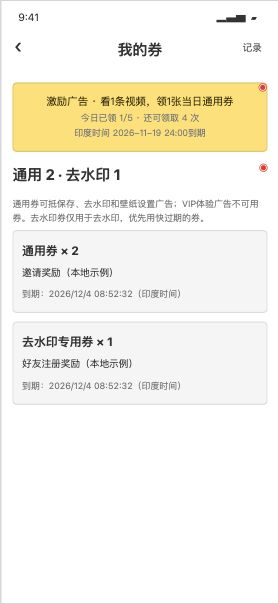 9:41
‹ 我的券 记录
激励广告 · 看1条视频，领1张当日通用券
今日已领 1/5 · 还可领取 4 次
印度时间 2026-11-19 24:00到期
通用 2 · 去水印 1
通用券可抵保存、去水印和壁纸设置广告；VIP体验广告不可用
券。去水印券仅用于去水印，优先用快过期的券。
通用券 × 2
邀请奖励（本地示例）
到期：2026/12/4 08:52:32（印度时间）
去水印专用券 × 1
好友注册奖励（本地示例）
到期：2026/12/4 08:52:32（印度时间）